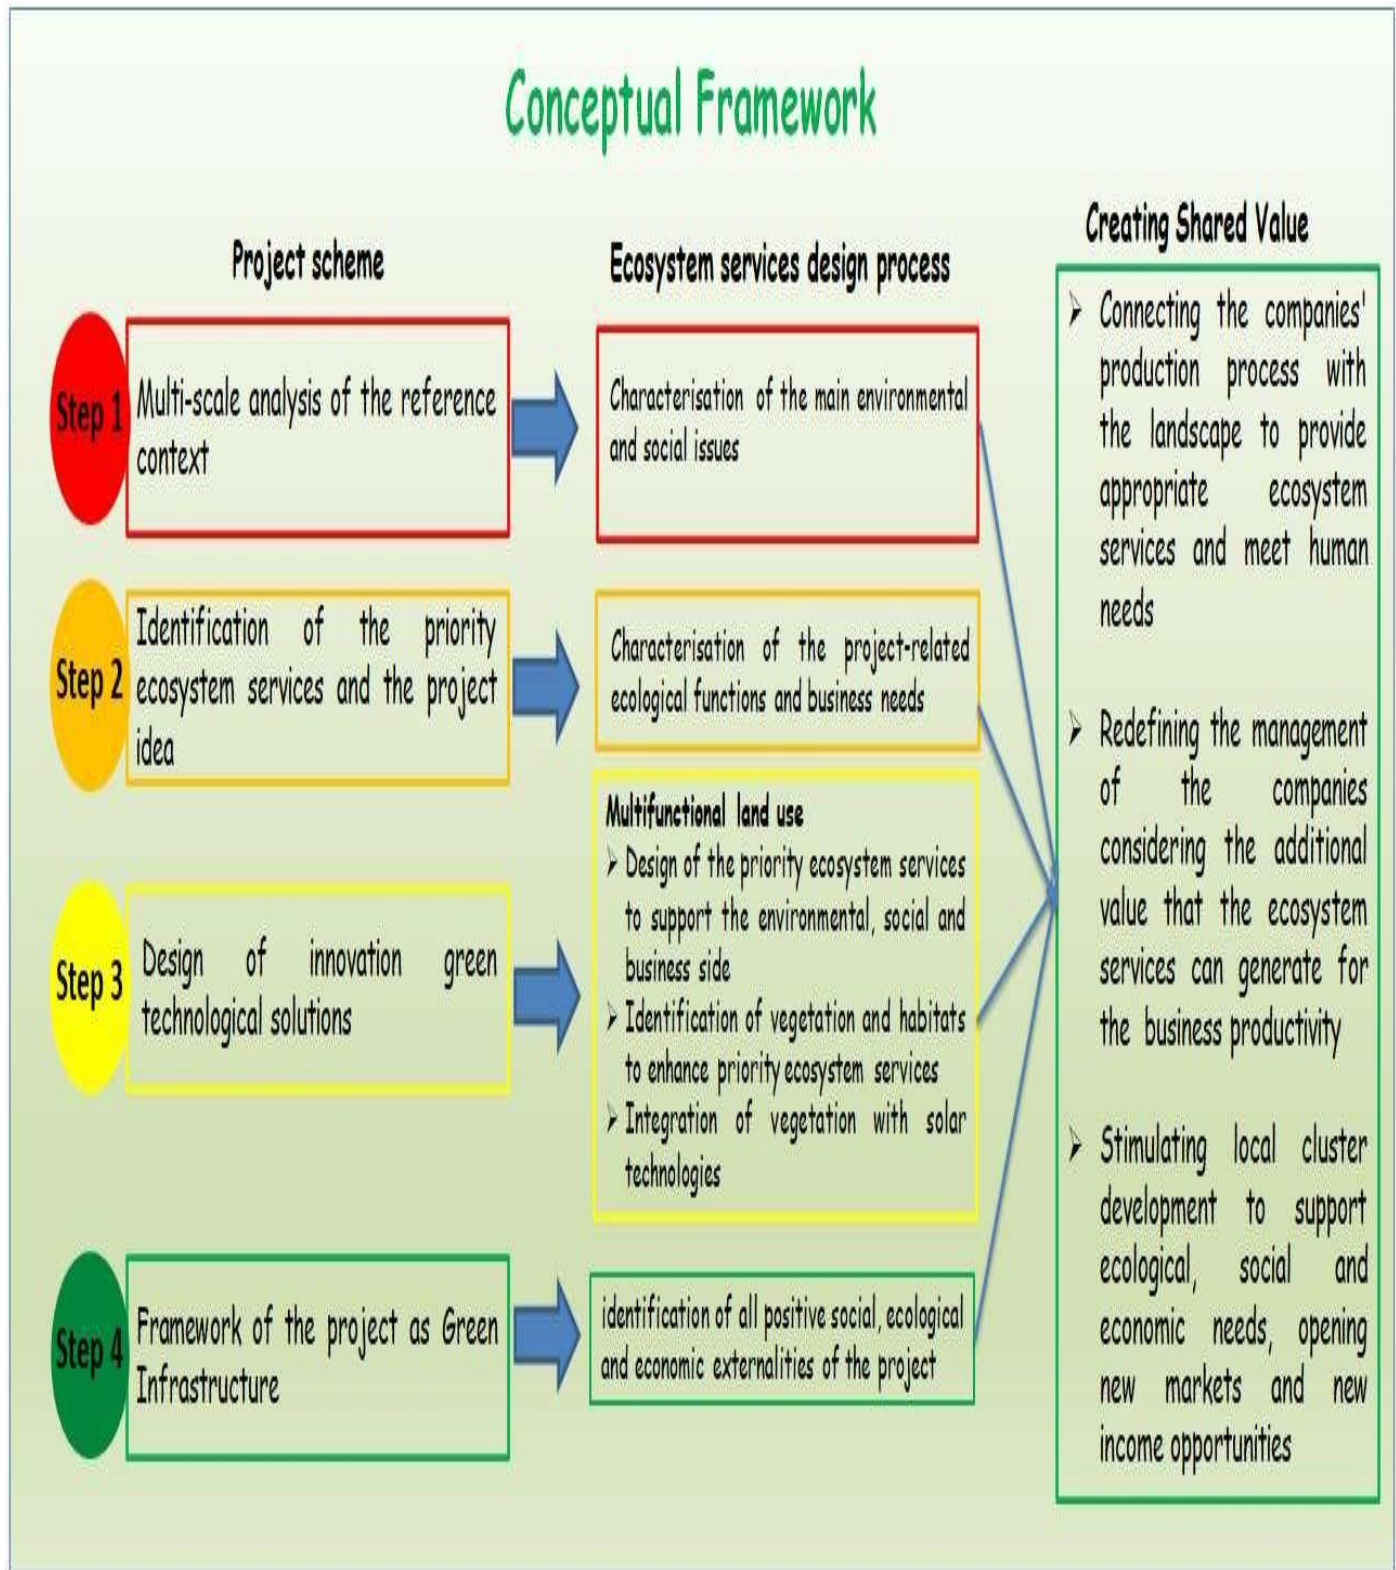 Conceptual Framework
Project scheme
Ecosystem services design process
Creating Shared Value
Step 1
Multi-scale analysis of the reference
context
Characterisation of the main environmental
and social issues
Step 2
Identification of the priority
ecosystem services and the project
idea
Characterisation of the project-related
ecological functions and business needs
Step 3
Design of innovation green
technological solutions
Multifunctional land use
➢ Design of the priority ecosystem services
to support the environmental, social and
business side
➢ Identification of vegetation and habitats
to enhance priority ecosystem services
➢ Integration of vegetation with solar
technologies
Step 4
Framework of the project as Green
Infrastructure
identification of all positive social, ecological
and economic externalities of the project
➢ Connecting the companies'
production process with
the landscape to provide
appropriate ecosystem
services and meet human
needs
➢ Redefining the management
of the companies
considering the additional
value that the ecosystem
services can generate for
the business productivity
➢ Stimulating local cluster
development to support
ecological, social and
economic needs, opening
new markets and new
income opportunities